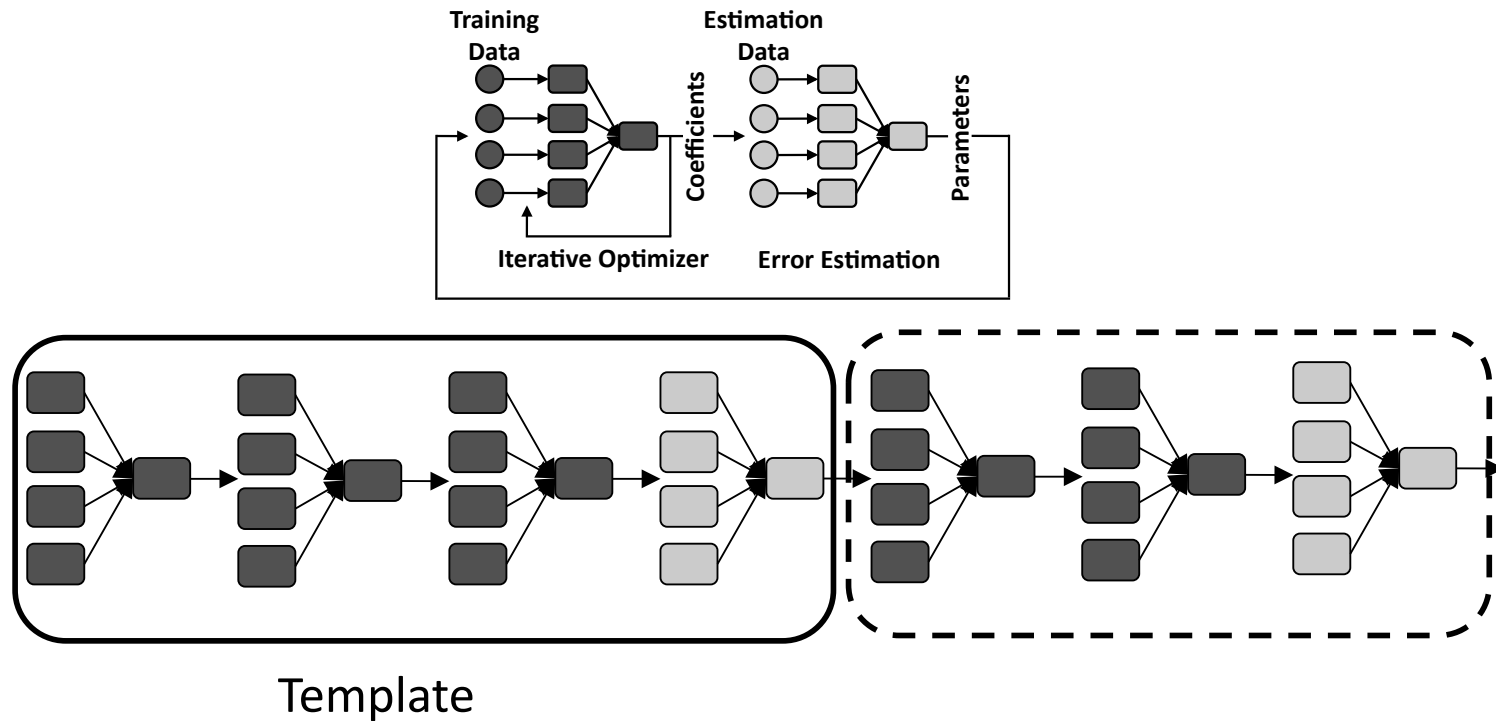 Training
Data
Estimation
Data
Coefficients
Parameters
Iterative Optimizer
Error Estimation
Template